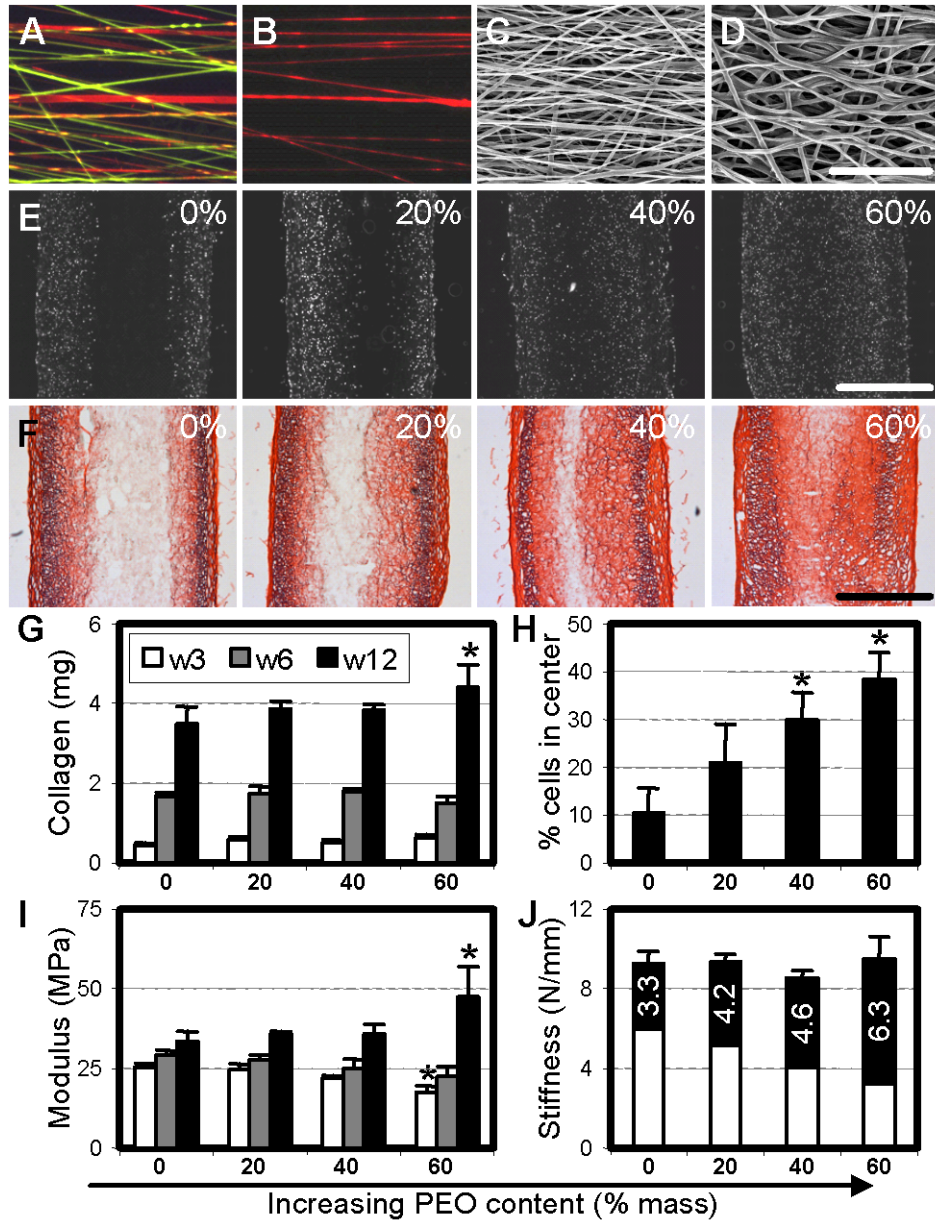 A B C D
E 0% 20% 40% 60%
F 0% 20% 40% 60%
G H
6
4
2
0
Collagen (mg)
w3 w6 w12
*
0 20 40 60
50
40
30
20
10
0
% cells in center
* *
0 20 40 60
I J
75
50
25
0
Modulus (MPa)
* *
0 20 40 60
12
8
4
0
Stiffness (N/mm)
3.3 4.2 4.6 6.3
0 20 40 60
Increasing PEO content (% mass)